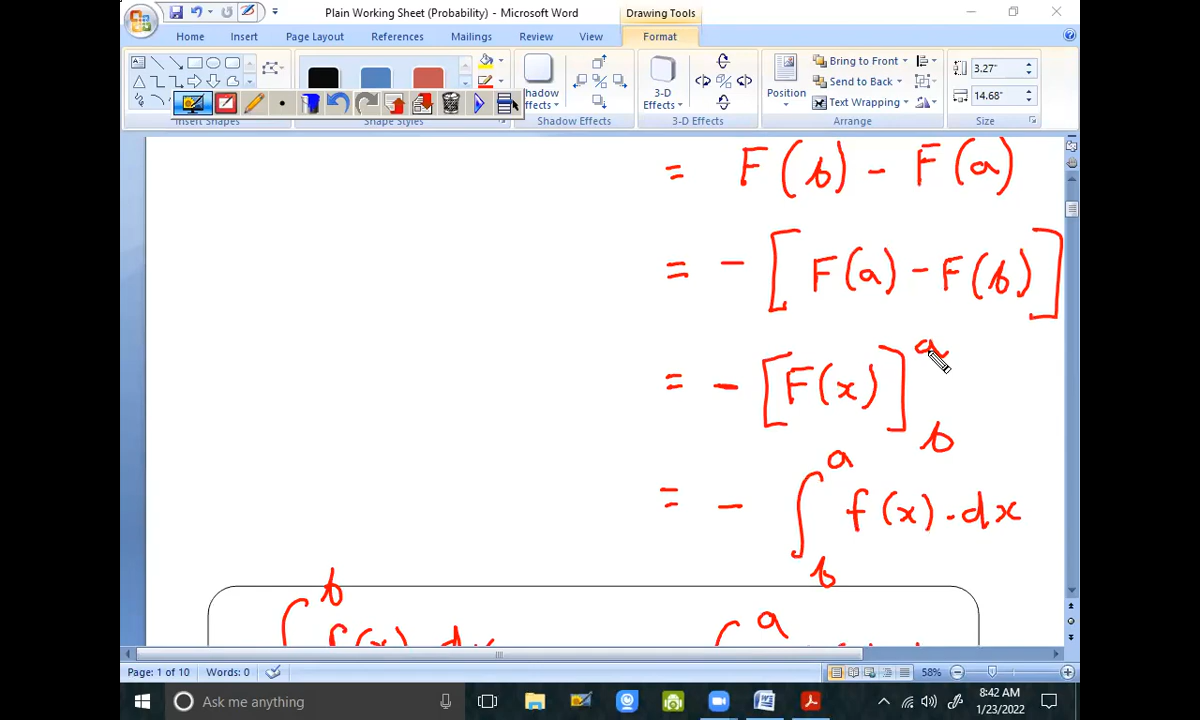 Plain Working Sheet (Probability) - Microsoft Word
Drawing Tools
Home Insert Page Layout References Mailings Review View Format
Shadow Effects
3-D Effects
Position
Bring to Front
Send to Back
Text Wrapping
3.27"
14.68"
Insert Shapes Shape Styles Shadow Effects 3-D Effects Arrange Size
= F(b) - F(a)
= - [F(a) - F(b)]
= - [F(x)]
a
b
= - ∫ f(x) . dx
a
b
b
∫ f(x) dx
a
∫
Page: 1 of 10 Words: 0 58%
Ask me anything
8:42 AM
1/23/2022